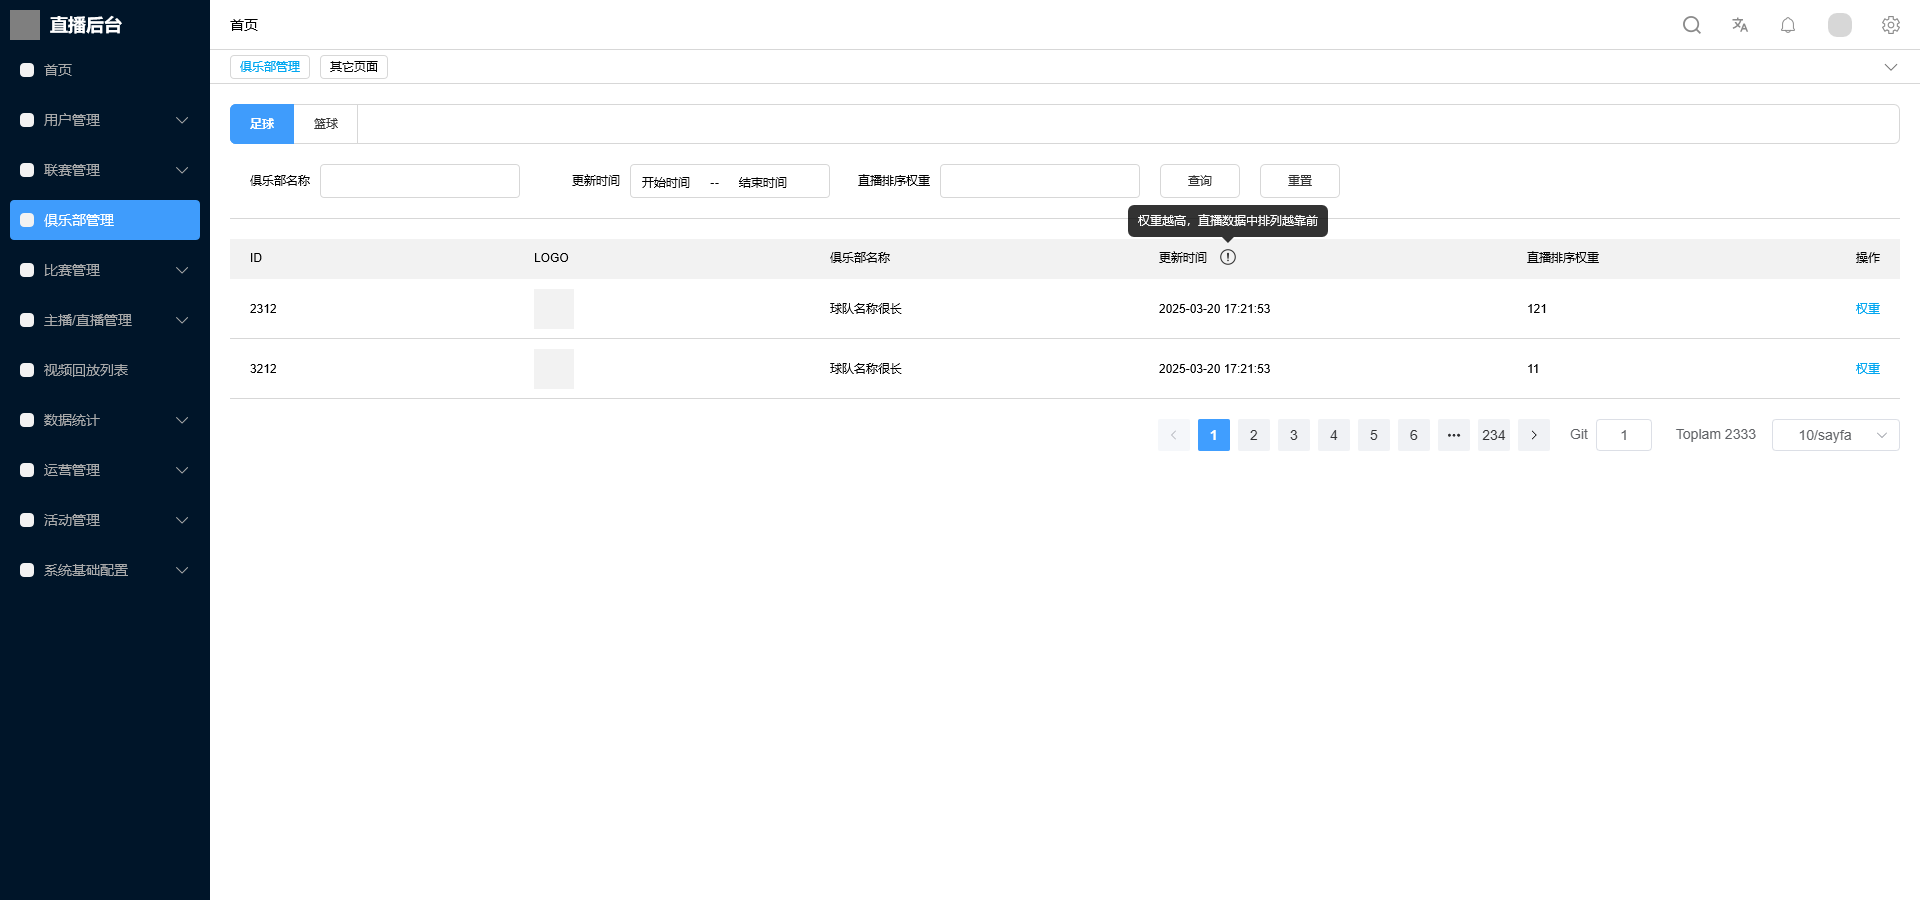 直播后台
首页
首页
用户管理
联赛管理
俱乐部管理
比赛管理
主播/直播管理
视频回放列表
数据统计
运营管理
活动管理
系统基础配置
俱乐部管理 其它页面
足球 篮球
俱乐部名称 更新时间 开始时间 -- 结束时间 直播排序权重 查询 重置
权重越高，直播数据中排列越靠前
ID LOGO 俱乐部名称 更新时间 直播排序权重 操作
2312 球队名称很长 2025-03-20 17:21:53 121 权重
3212 球队名称很长 2025-03-20 17:21:53 11 权重
1 2 3 4 5 6 ••• 234 Git 1 Toplam 2333 10/sayfa